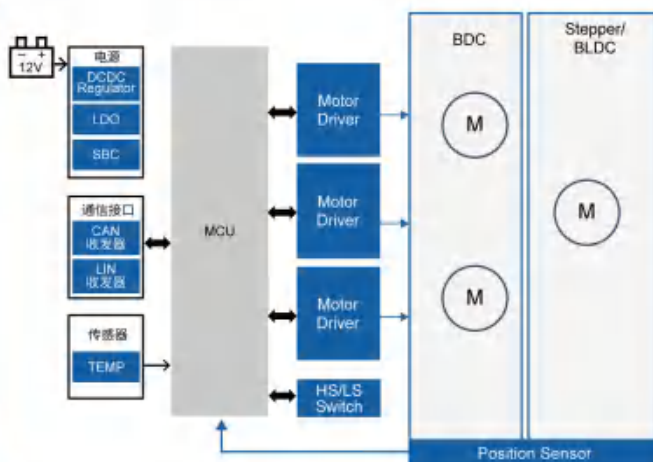 − +
12V
电源
DCDC
Regulator
LDO
SBC
通信接口
CAN
收发器
LIN
收发器
传感器
TEMP
MCU
Motor
Driver
Motor
Driver
Motor
Driver
HS/LS
Switch
BDC
M
M
Stepper/
BLDC
M
Position Sensor